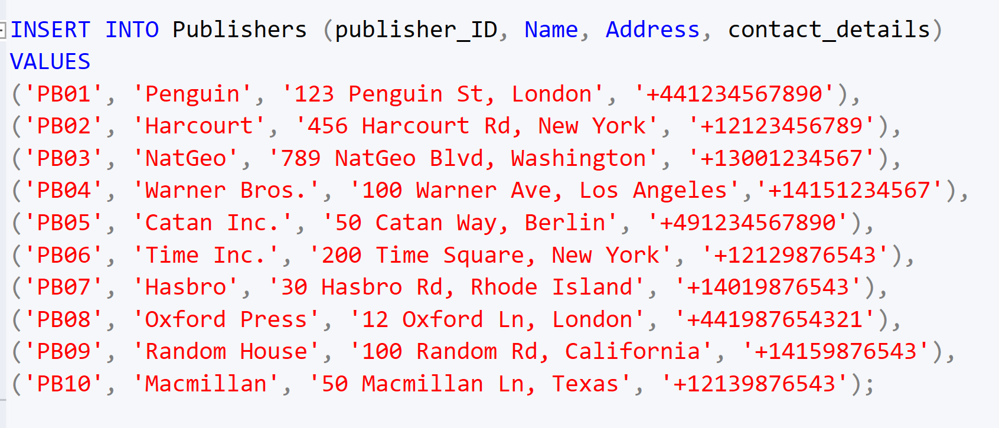 INSERT INTO Publishers (publisher_ID, Name, Address, contact_details)
VALUES
('PB01', 'Penguin', '123 Penguin St, London', '+441234567890'),
('PB02', 'Harcourt', '456 Harcourt Rd, New York', '+12123456789'),
('PB03', 'NatGeo', '789 NatGeo Blvd, Washington', '+13001234567'),
('PB04', 'Warner Bros.', '100 Warner Ave, Los Angeles','+14151234567'),
('PB05', 'Catan Inc.', '50 Catan Way, Berlin', '+491234567890'),
('PB06', 'Time Inc.', '200 Time Square, New York', '+12129876543'),
('PB07', 'Hasbro', '30 Hasbro Rd, Rhode Island', '+14019876543'),
('PB08', 'Oxford Press', '12 Oxford Ln, London', '+441987654321'),
('PB09', 'Random House', '100 Random Rd, California', '+14159876543'),
('PB10', 'Macmillan', '50 Macmillan Ln, Texas', '+12139876543');